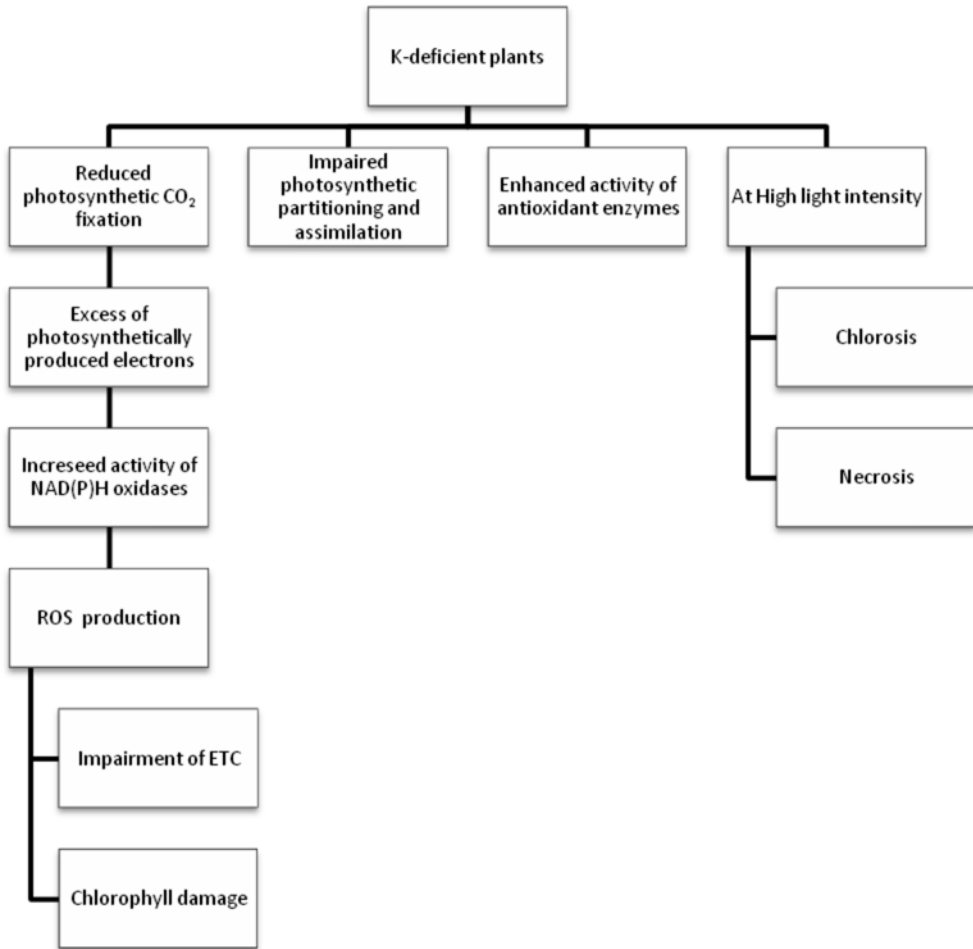 K-deficient plants
Reduced
photosynthetic CO₂
fixation
Impaired
photosynthetic
partitioning and
assimilation
Enhanced activity of
antioxidant enzymes
At High light intensity
Excess of
photosynthetically
produced electrons
Chlorosis
Increseed activity of
NAD(P)H oxidases
Necrosis
ROS production
Impairment of ETC
Chlorophyll damage